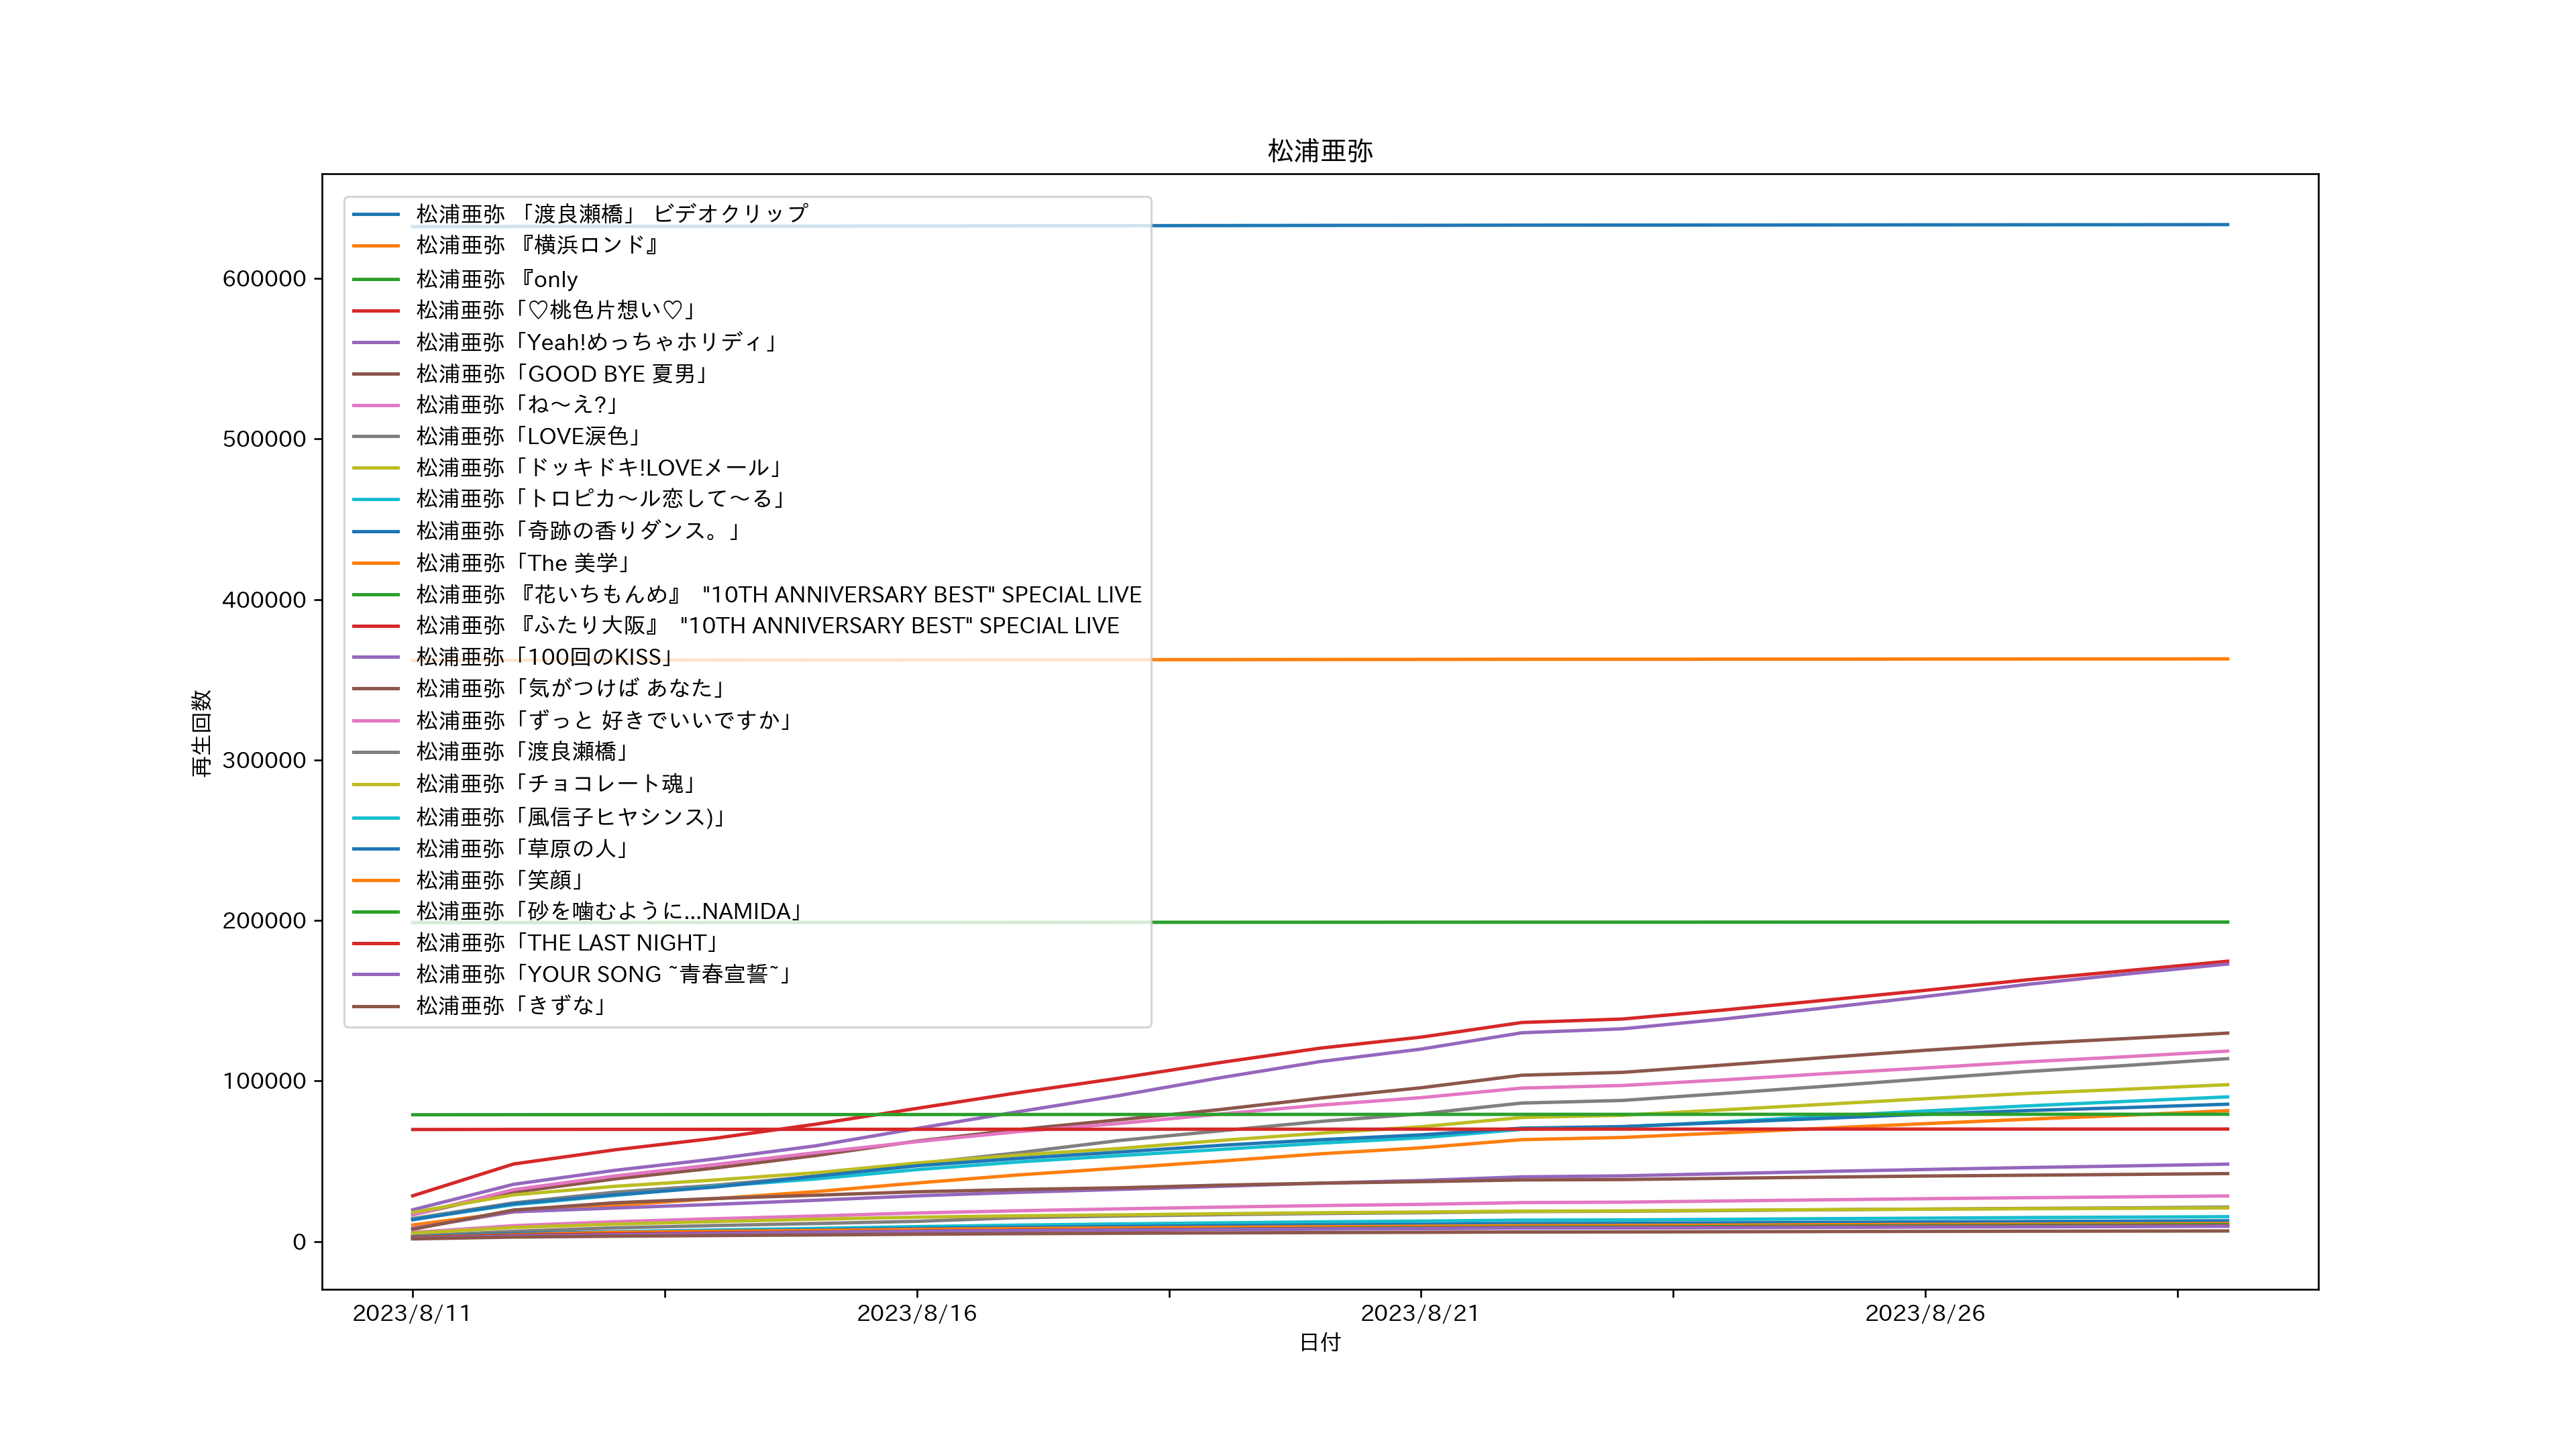 松浦亜弥
松浦亜弥 「渡良瀬橋」 ビデオクリップ
松浦亜弥 『横浜ロンド』
松浦亜弥 『only
松浦亜弥「♡桃色片想い♡」
松浦亜弥「Yeah!めっちゃホリディ」
松浦亜弥「GOOD BYE 夏男」
松浦亜弥「ね～え?」
松浦亜弥「LOVE涙色」
松浦亜弥「ドッキドキ!LOVEメール」
松浦亜弥「トロピカ～ル恋して～る」
松浦亜弥「奇跡の香りダンス。」
松浦亜弥「The 美学」
松浦亜弥 『花いちもんめ』 "10TH ANNIVERSARY BEST" SPECIAL LIVE
松浦亜弥 『ふたり大阪』 "10TH ANNIVERSARY BEST" SPECIAL LIVE
松浦亜弥「100回のKISS」
松浦亜弥「気がつけば あなた」
松浦亜弥「ずっと 好きでいいですか」
松浦亜弥「渡良瀬橋」
松浦亜弥「チョコレート魂」
松浦亜弥「風信子ヒヤシンス)」
松浦亜弥「草原の人」
松浦亜弥「笑顔」
松浦亜弥「砂を噛むように…NAMIDA」
松浦亜弥「THE LAST NIGHT」
松浦亜弥「YOUR SONG ~青春宣誓~」
松浦亜弥「きずな」
600000
500000
400000
300000
200000
100000
0
再生回数
2023/8/11
2023/8/16
2023/8/21
2023/8/26
日付